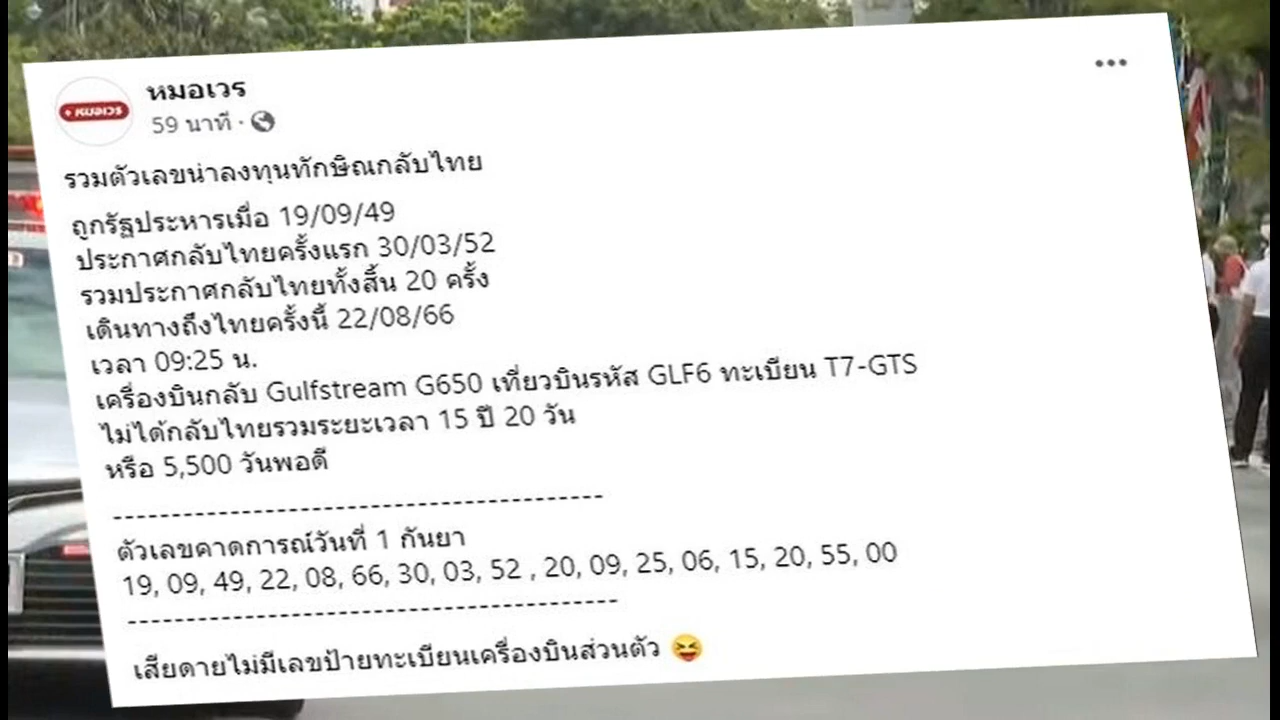 หมอเวร
หมอเวร
59 นาที ·
รวมตัวเลขน่าลงทุนทักษิณกลับไทย
ถูกรัฐประหารเมื่อ 19/09/49
ประกาศกลับไทยครั้งแรก 30/03/52
รวมประกาศกลับไทยทั้งสิ้น 20 ครั้ง
เดินทางถึงไทยครั้งนี้ 22/08/66
เวลา 09:25 น.
เครื่องบินกลับ Gulfstream G650 เที่ยวบินรหัส GLF6 ทะเบียน T7-GTS
ไม่ได้กลับไทยรวมระยะเวลา 15 ปี 20 วัน
หรือ 5,500 วันพอดี
------------------------------------------
ตัวเลขคาดการณ์วันที่ 1 กันยา
19, 09, 49, 22, 08, 66, 30, 03, 52 , 20, 09, 25, 06, 15, 20, 55, 00
------------------------------------------
เสียดายไม่มีเลขป้ายทะเบียนเครื่องบินส่วนตัว 😝